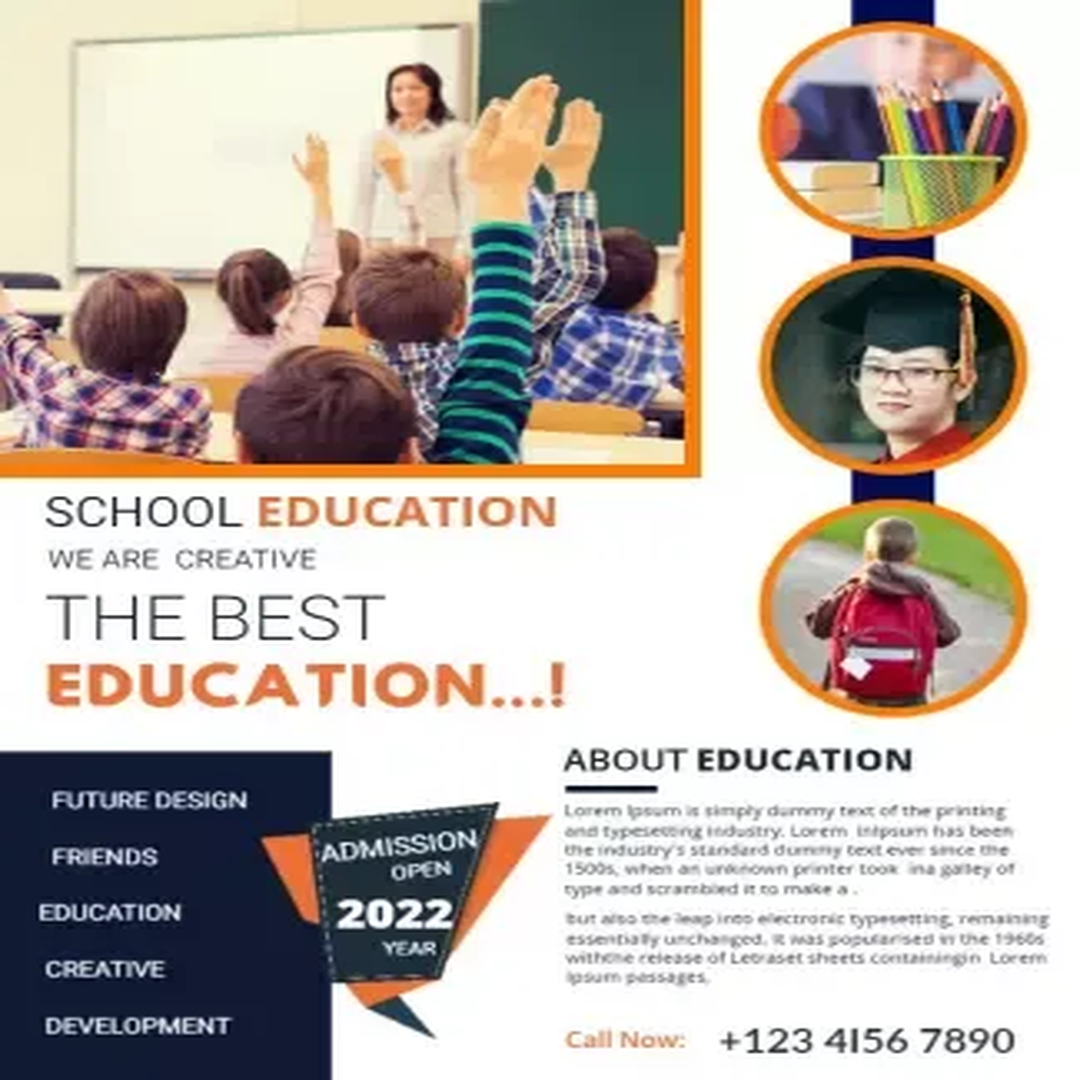 SCHOOL EDUCATION
WE ARE CREATIVE
THE BEST
EDUCATION...!
FUTURE DESIGN
FRIENDS
EDUCATION
CREATIVE
DEVELOPMENT
ADMISSION
OPEN
2022
YEAR
ABOUT EDUCATION
Lorem Ipsum is simply dummy text of the printing
and typesetting industry. Lorem Inipsum has been
the industry's standard dummy text ever since the
1500s, when an unknown printer took ina galley of
type and scrambled it to make a .
but also the leap into electronic typesetting, remaining
essentially unchanged. It was popularised in the 1960s
withthe release of Letraset sheets containingin Lorem
Ipsum passages,
Call Now: +123 4I56 7890